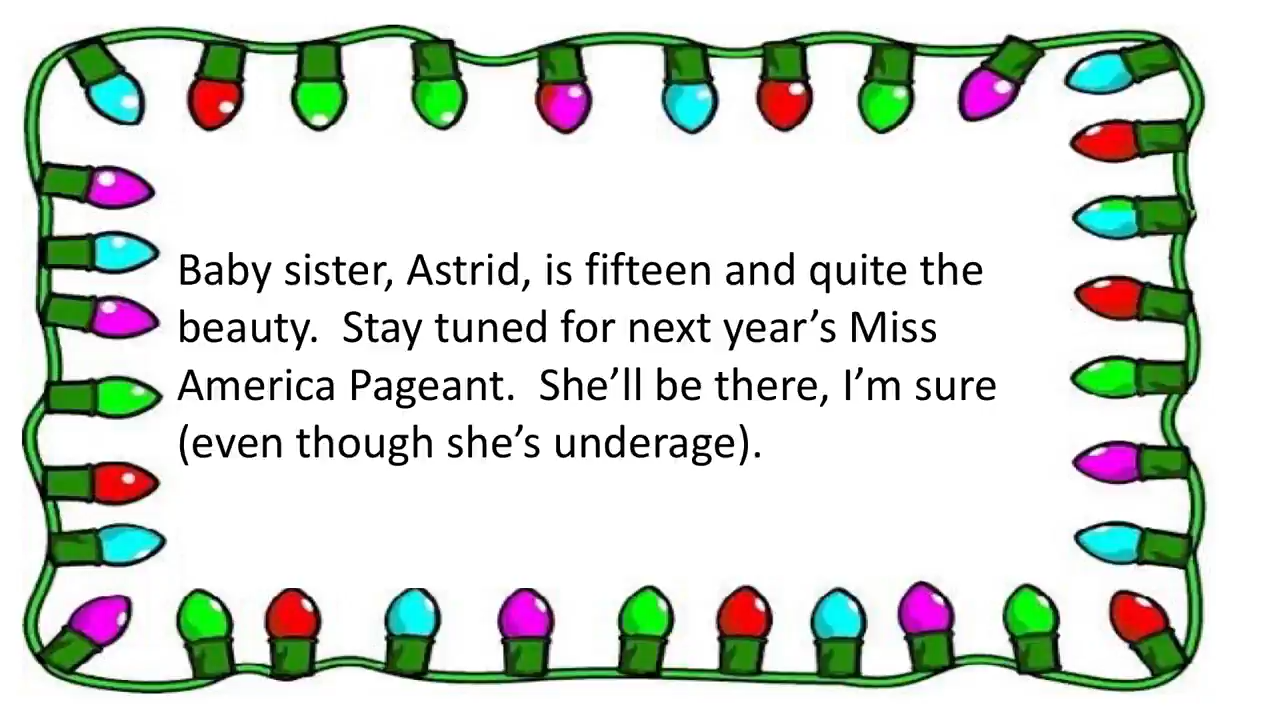 Baby sister, Astrid, is fifteen and quite the
beauty.  Stay tuned for next year’s Miss
America Pageant.  She’ll be there, I’m sure
(even though she’s underage).